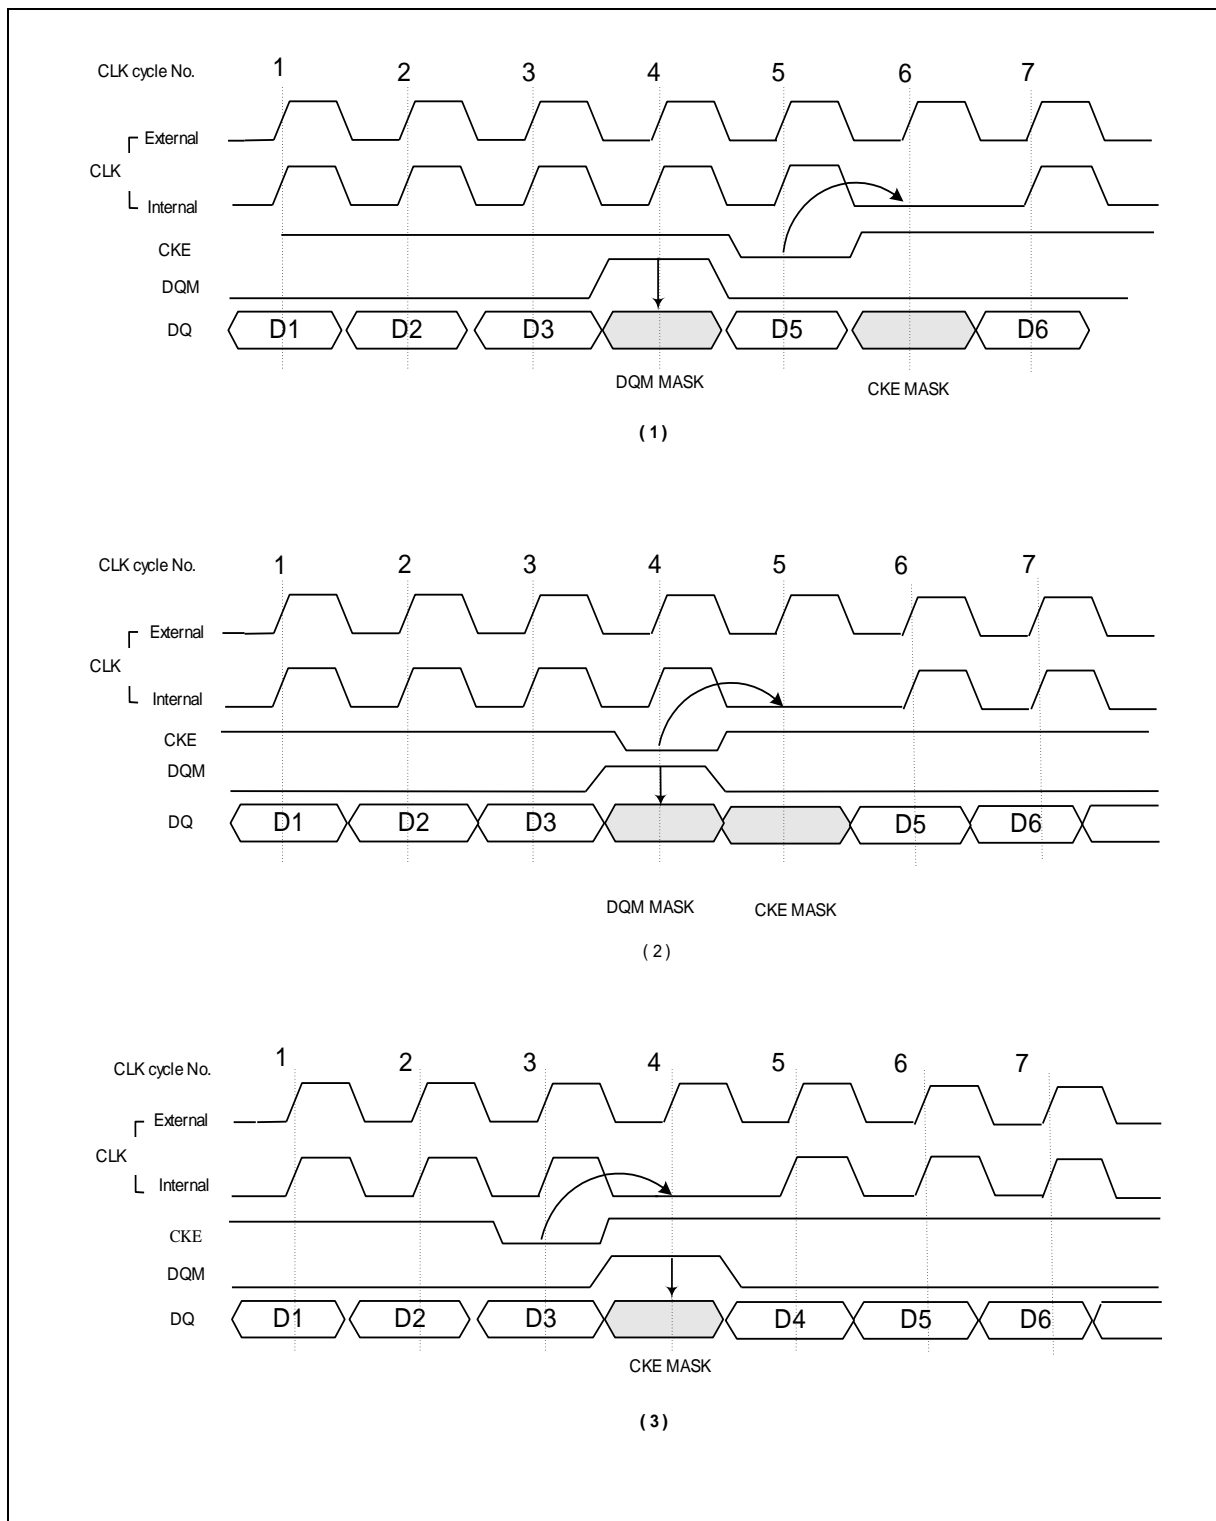 CLK cycle No. 1 2 3 4 5 6 7
External
CLK
Internal
CKE
DQM
DQ D1 D2 D3 D5 D6
DQM MASK CKE MASK
( 1 )
CLK cycle No. 1 2 3 4 5 6 7
External
CLK
Internal
CKE
DQM
DQ D1 D2 D3 D5 D6
DQM MASK CKE MASK
( 2 )
CLK cycle No. 1 2 3 4 5 6 7
External
CLK
Internal
CKE
DQM
DQ D1 D2 D3 D4 D5 D6
CKE MASK
( 3 )